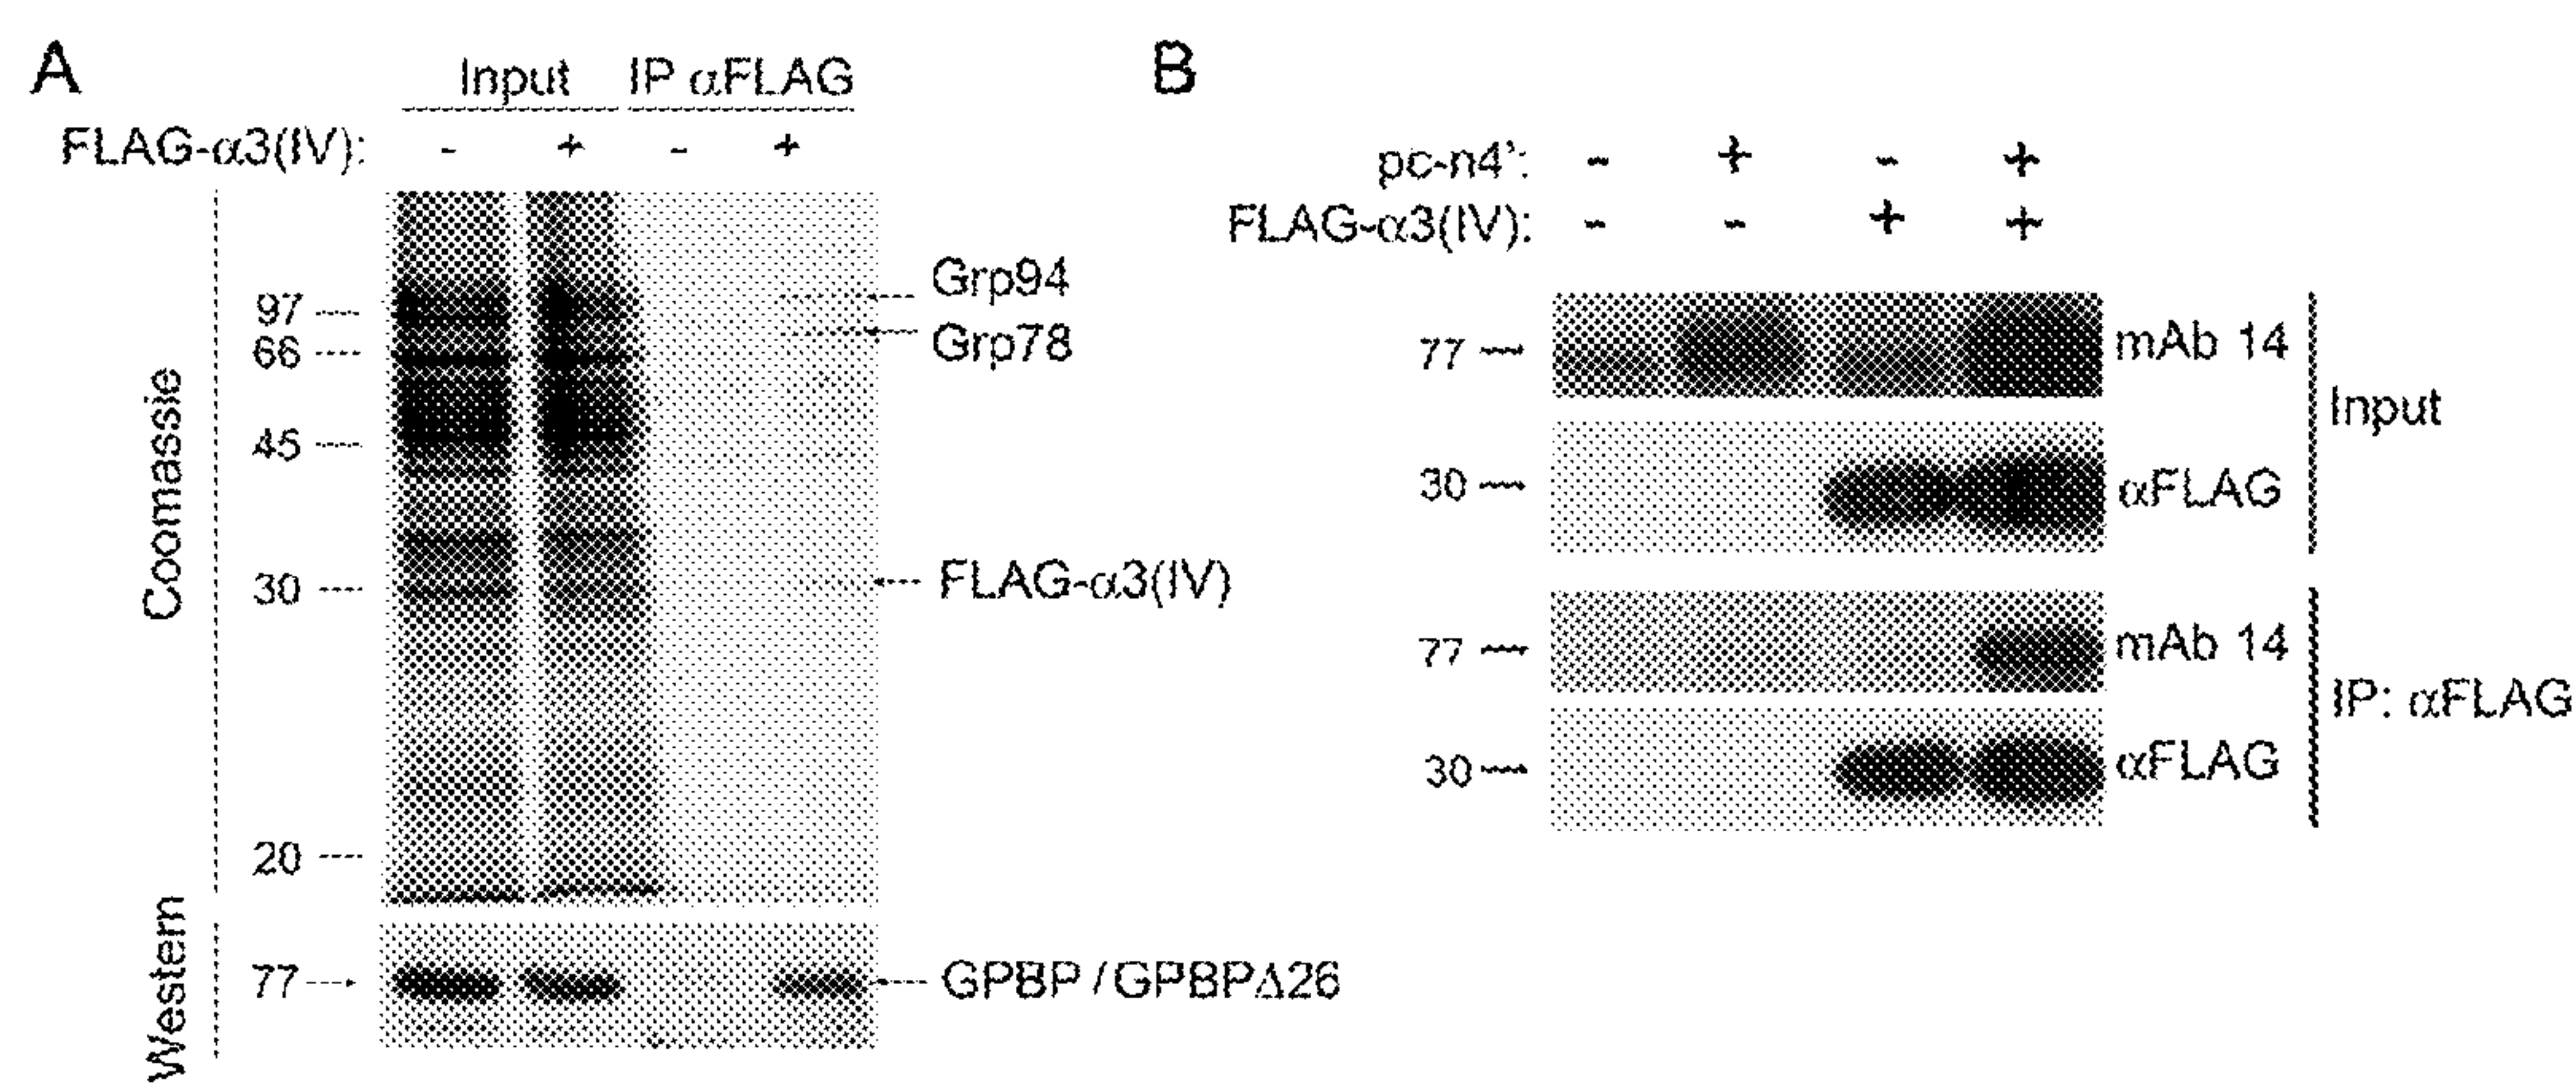 A
Input IP αFLAG
FLAG-α3(IV): - + - +
Coomassie
97
66
45
30
20
Grp94
Grp78
FLAG-α3(IV)
Western
77
GPBP / GPBPΔ26
B
pc-n4': - + - +
FLAG-α3(IV): - - + +
77 mAb 14
30 αFLAG
Input
77 mAb 14
30 αFLAG
IP: αFLAG